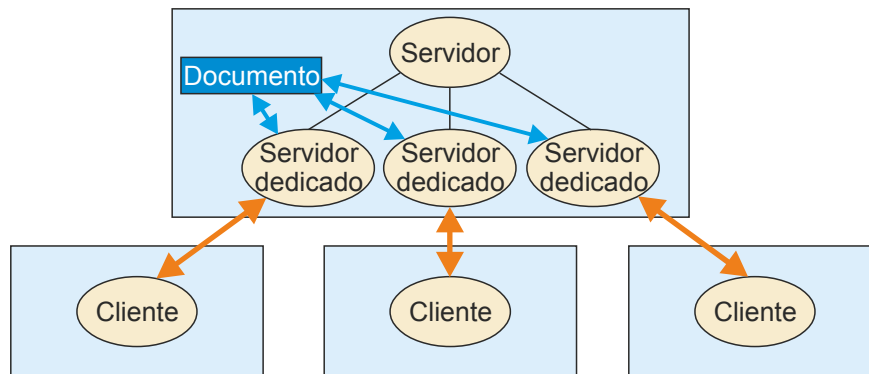 Servidor
Documento
Servidor
dedicado
Servidor
dedicado
Servidor
dedicado
Cliente
Cliente
Cliente